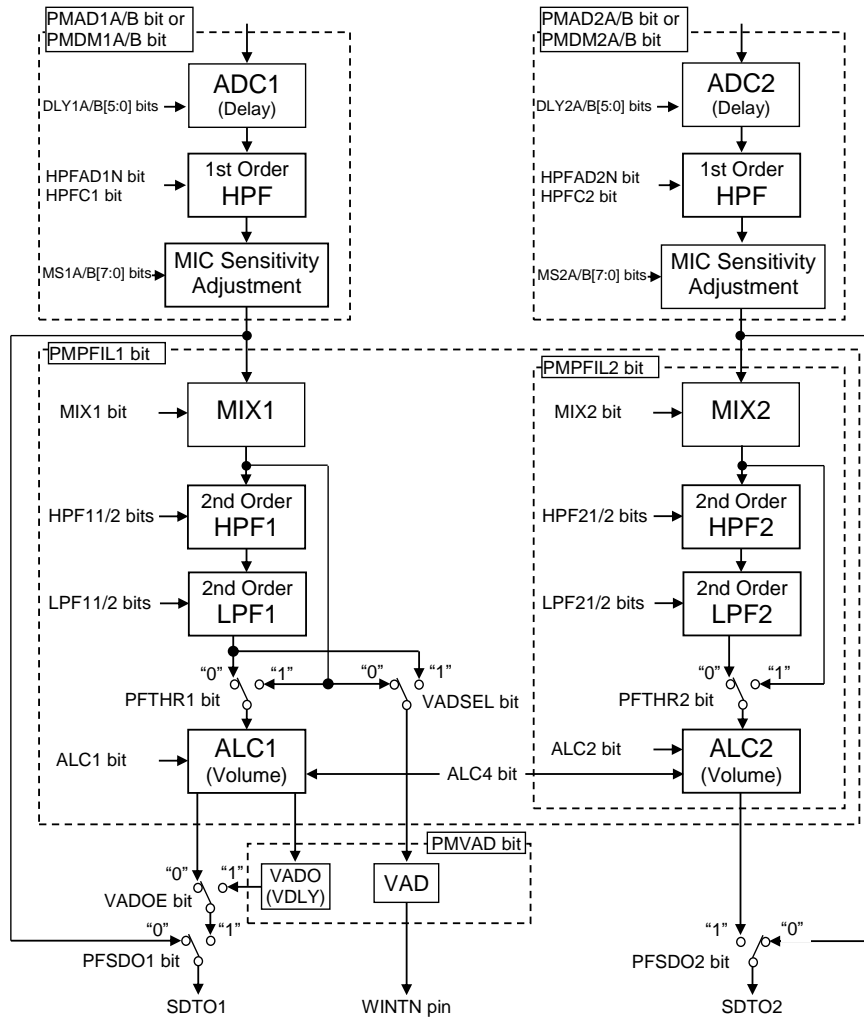 PMAD1A/B bit or
PMDM1A/B bit
PMAD2A/B bit or
PMDM2A/B bit
ADC1
(Delay)
DLY1A/B[5:0] bits
ADC2
(Delay)
DLY2A/B[5:0] bits
HPFAD1N bit
HPFC1 bit
1st Order
HPF
HPFAD2N bit
HPFC2 bit
1st Order
HPF
MS1A/B[7:0] bits
MIC Sensitivity
Adjustment
MS2A/B[7:0] bits
MIC Sensitivity
Adjustment
PMPFIL1 bit
PMPFIL2 bit
MIX1 bit
MIX1
MIX2 bit
MIX2
HPF11/2 bits
2nd Order
HPF1
HPF21/2 bits
2nd Order
HPF2
LPF11/2 bits
2nd Order
LPF1
LPF21/2 bits
2nd Order
LPF2
“0”
“1”
“0”
“1”
“0”
“1”
PFTHR1 bit
VADSEL bit
PFTHR2 bit
ALC1 bit
ALC1
(Volume)
ALC4 bit
ALC2 bit
ALC2
(Volume)
PMVAD bit
“0”
“1”
VADOE bit
VADO
(VDLY)
VAD
“0”
“1”
PFSDO1 bit
“1”
“0”
PFSDO2 bit
SDTO1
WINTN pin
SDTO2